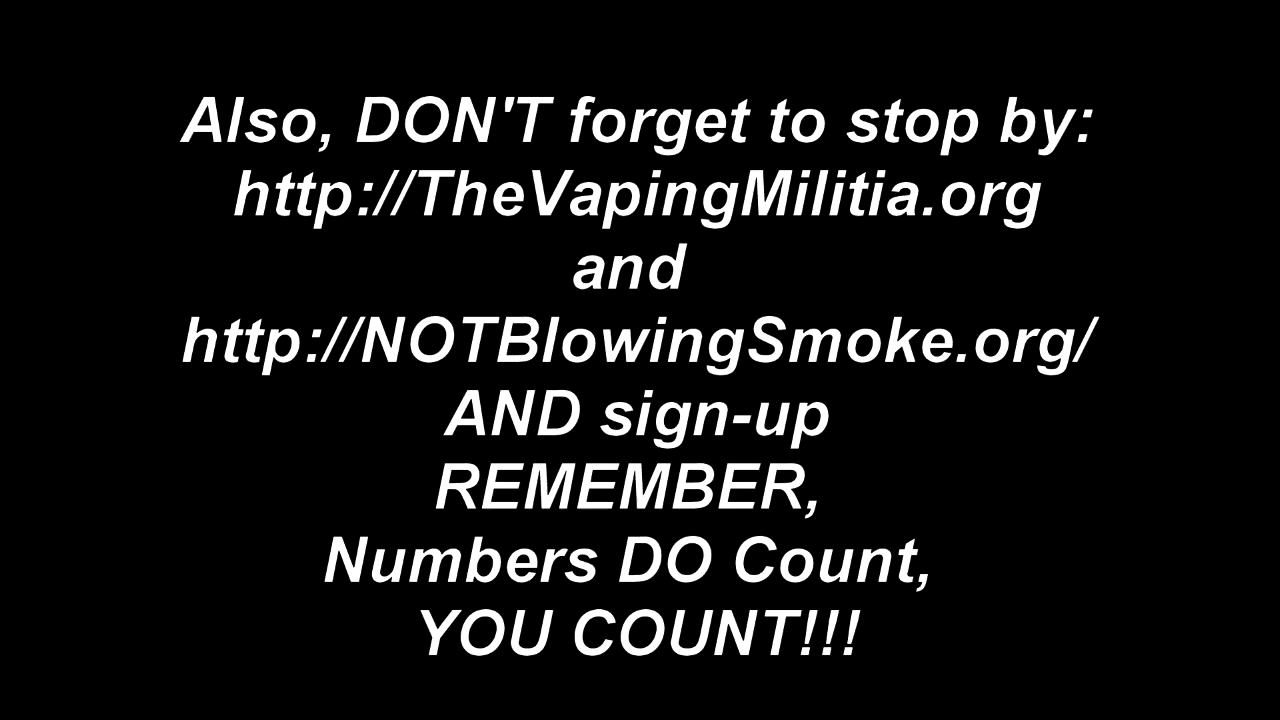 Also, DON'T forget to stop by:
http://TheVapingMilitia.org
and
http://NOTBlowingSmoke.org/
AND sign-up
REMEMBER,
Numbers DO Count,
YOU COUNT!!!